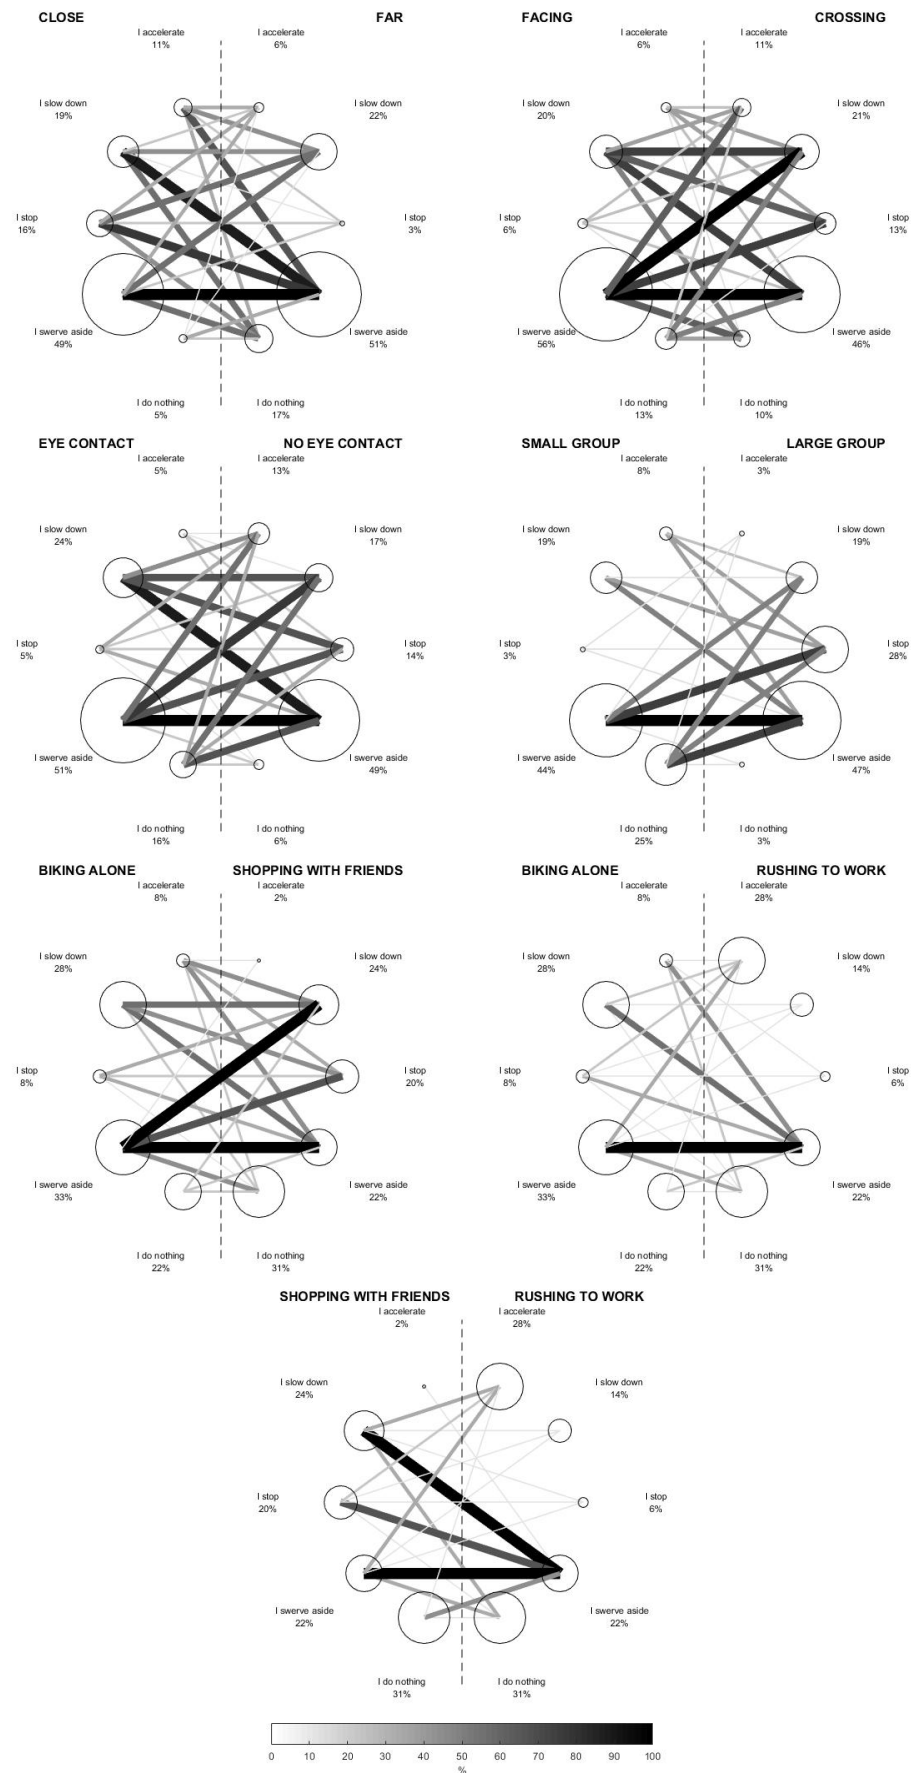 CLOSE FAR FACING CROSSING
I accelerate I accelerate I accelerate I accelerate
11% 6% 6% 11%
I slow down I slow down I slow down I slow down
19% 22% 20% 21%
I stop I stop I stop I stop
16% 3% 6% 13%
I swerve aside I swerve aside I swerve aside I swerve aside
49% 51% 56% 46%
I do nothing I do nothing I do nothing I do nothing
5% 17% 13% 10%
EYE CONTACT NO EYE CONTACT SMALL GROUP LARGE GROUP
I accelerate I accelerate I accelerate I accelerate
5% 13% 8% 3%
I slow down I slow down I slow down I slow down
24% 17% 19% 19%
I stop I stop I stop I stop
5% 14% 3% 28%
I swerve aside I swerve aside I swerve aside I swerve aside
51% 49% 44% 47%
I do nothing I do nothing I do nothing I do nothing
16% 6% 25% 3%
BIKING ALONE SHOPPING WITH FRIENDS BIKING ALONE RUSHING TO WORK
I accelerate I accelerate I accelerate I accelerate
8% 2% 8% 28%
I slow down I slow down I slow down I slow down
28% 24% 28% 14%
I stop I stop I stop I stop
8% 20% 8% 6%
I swerve aside I swerve aside I swerve aside I swerve aside
33% 22% 33% 22%
I do nothing I do nothing I do nothing I do nothing
22% 31% 22% 31%
SHOPPING WITH FRIENDS RUSHING TO WORK
I accelerate I accelerate
2% 28%
I slow down I slow down
24% 14%
I stop I stop
20% 6%
I swerve aside I swerve aside
22% 22%
I do nothing I do nothing
31% 31%
0 10 20 30 40 50 60 70 80 90 100
%